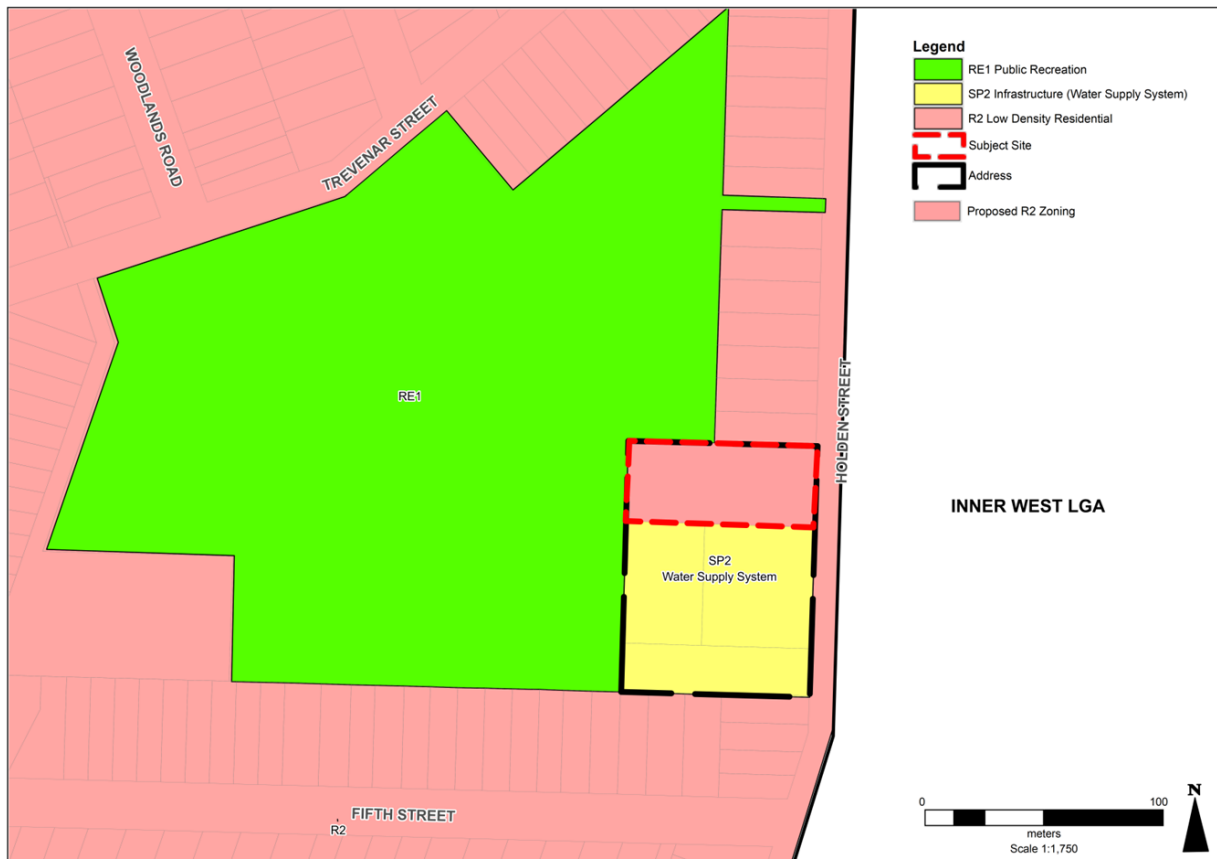 WOODLANDS ROAD
TREVENAR STREET
RE1
HOLDEN STREET
SP2
Water Supply System
FIFTH STREET
R2
INNER WEST LGA
Legend
RE1 Public Recreation
SP2 Infrastructure (Water Supply System)
R2 Low Density Residential
Subject Site
Address
Proposed R2 Zoning
0 100
meters
Scale 1:1,750
N